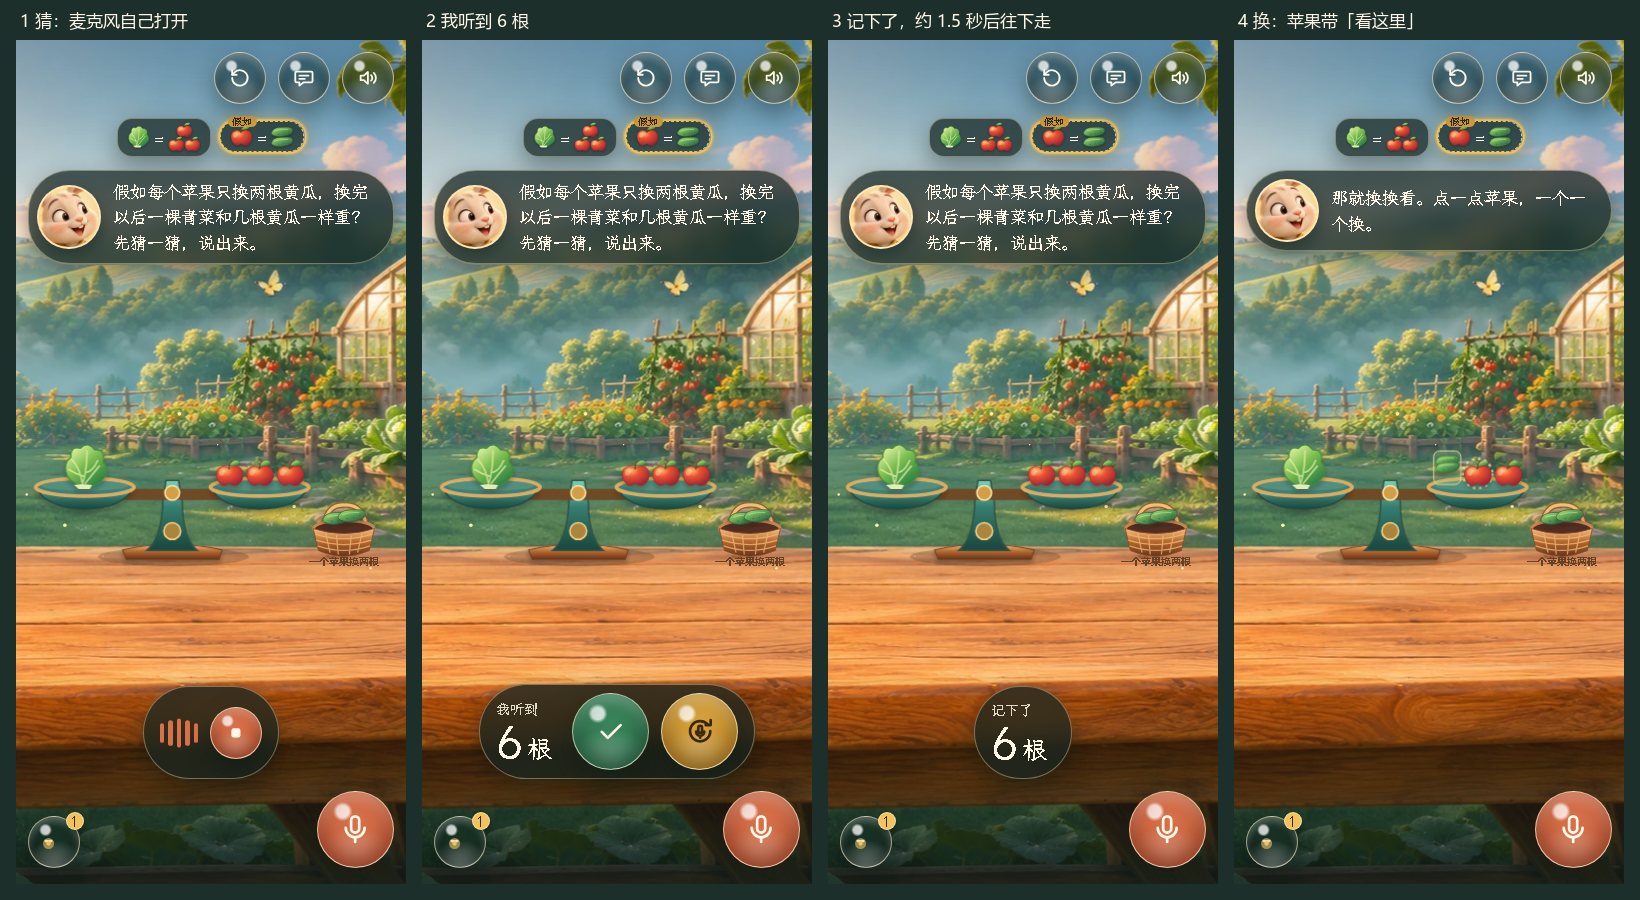 1 猜：麦克风自己打开
假如
=
=
假如每个苹果只换两根黄瓜，换完
以后一棵青菜和几根黄瓜一样重？
先猜一猜，说出来。
一个苹果换两根
1
2 我听到 6 根
假如
=
=
假如每个苹果只换两根黄瓜，换完
以后一棵青菜和几根黄瓜一样重？
先猜一猜，说出来。
一个苹果换两根
我听到
6 根
1
3 记下了，约 1.5 秒后往下走
假如
=
=
假如每个苹果只换两根黄瓜，换完
以后一棵青菜和几根黄瓜一样重？
先猜一猜，说出来。
一个苹果换两根
记下了
6 根
1
4 换：苹果带「看这里」
假如
=
=
那就换换看。点一点苹果，一个一
个换。
一个苹果换两根
1